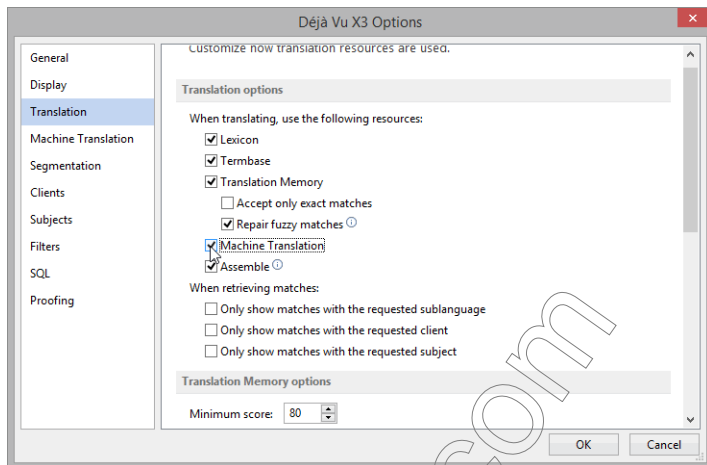 Déjà Vu X3 Options
General
Display
Translation
Machine Translation
Segmentation
Clients
Subjects
Filters
SQL
Proofing
Customize how translation resources are used.
Translation options
When translating, use the following resources:
Lexicon
Termbase
Translation Memory
Accept only exact matches
Repair fuzzy matches
Machine Translation
Assemble
When retrieving matches:
Only show matches with the requested sublanguage
Only show matches with the requested client
Only show matches with the requested subject
Translation Memory options
Minimum score: 80
OK Cancel
com